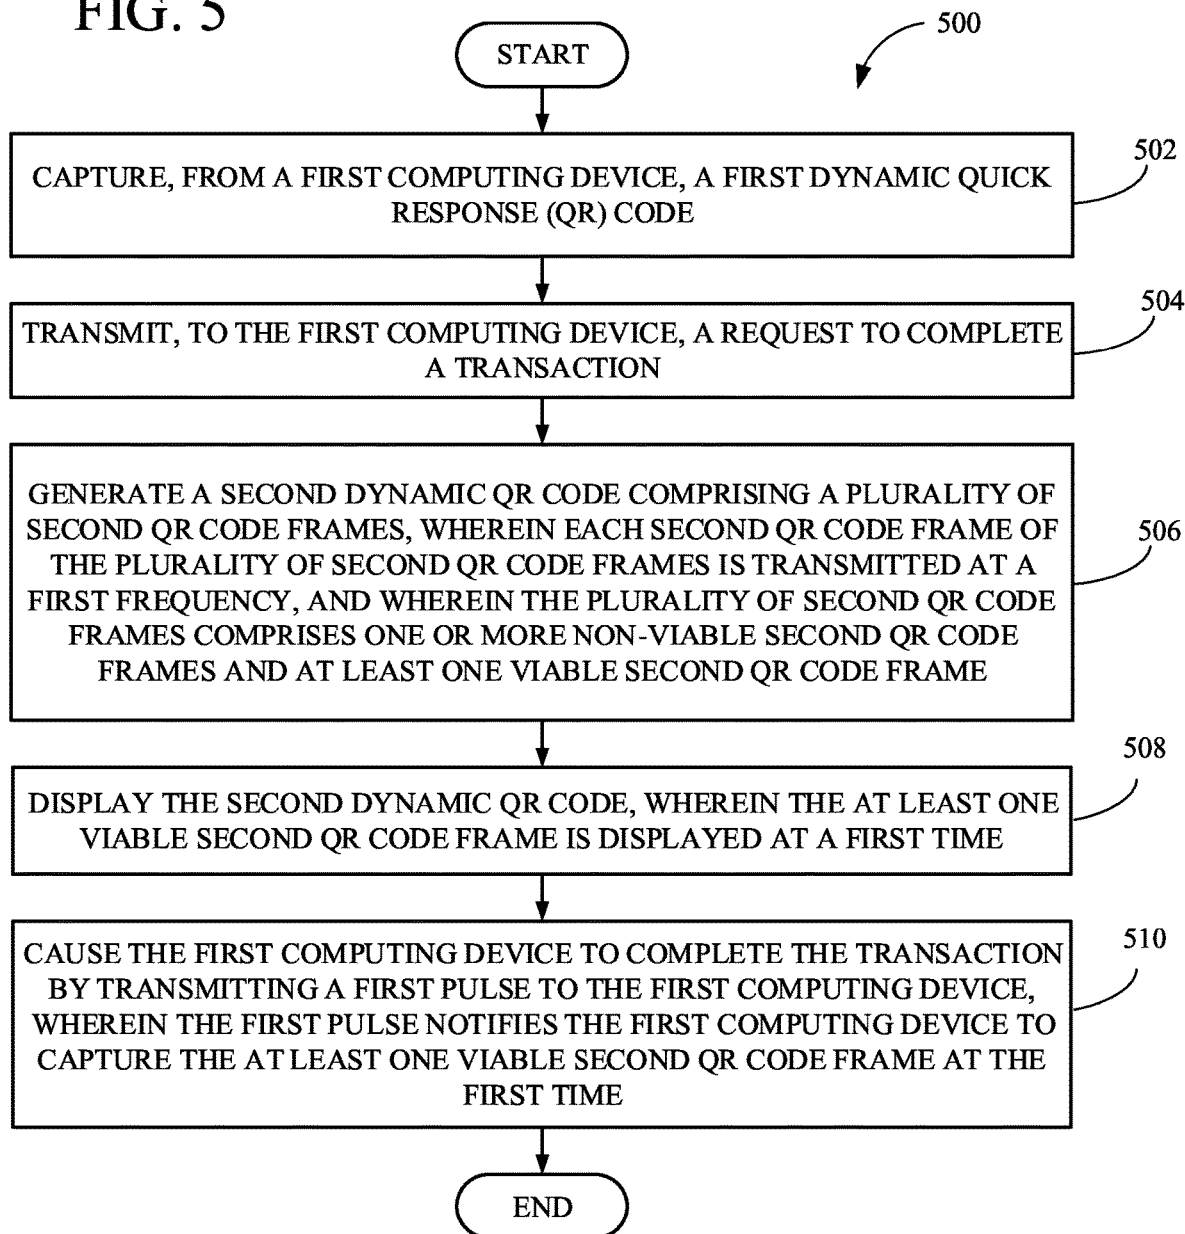 FIG. 5
500
START
502
CAPTURE, FROM A FIRST COMPUTING DEVICE, A FIRST DYNAMIC QUICK
RESPONSE (QR) CODE
504
TRANSMIT, TO THE FIRST COMPUTING DEVICE, A REQUEST TO COMPLETE
A TRANSACTION
506
GENERATE A SECOND DYNAMIC QR CODE COMPRISING A PLURALITY OF
SECOND QR CODE FRAMES, WHEREIN EACH SECOND QR CODE FRAME OF
THE PLURALITY OF SECOND QR CODE FRAMES IS TRANSMITTED AT A
FIRST FREQUENCY, AND WHEREIN THE PLURALITY OF SECOND QR CODE
FRAMES COMPRISES ONE OR MORE NON-VIABLE SECOND QR CODE
FRAMES AND AT LEAST ONE VIABLE SECOND QR CODE FRAME
508
DISPLAY THE SECOND DYNAMIC QR CODE, WHEREIN THE AT LEAST ONE
VIABLE SECOND QR CODE FRAME IS DISPLAYED AT A FIRST TIME
510
CAUSE THE FIRST COMPUTING DEVICE TO COMPLETE THE TRANSACTION
BY TRANSMITTING A FIRST PULSE TO THE FIRST COMPUTING DEVICE,
WHEREIN THE FIRST PULSE NOTIFIES THE FIRST COMPUTING DEVICE TO
CAPTURE THE AT LEAST ONE VIABLE SECOND QR CODE FRAME AT THE
FIRST TIME
END